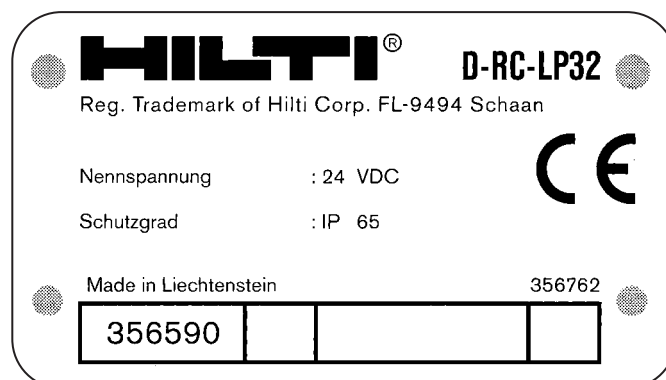 HILTI® D-RC-LP32
Reg. Trademark of Hilti Corp. FL-9494 Schaan
CE
Nennspannung : 24 VDC
Schutzgrad : IP 65
Made in Liechtenstein 356762
356590